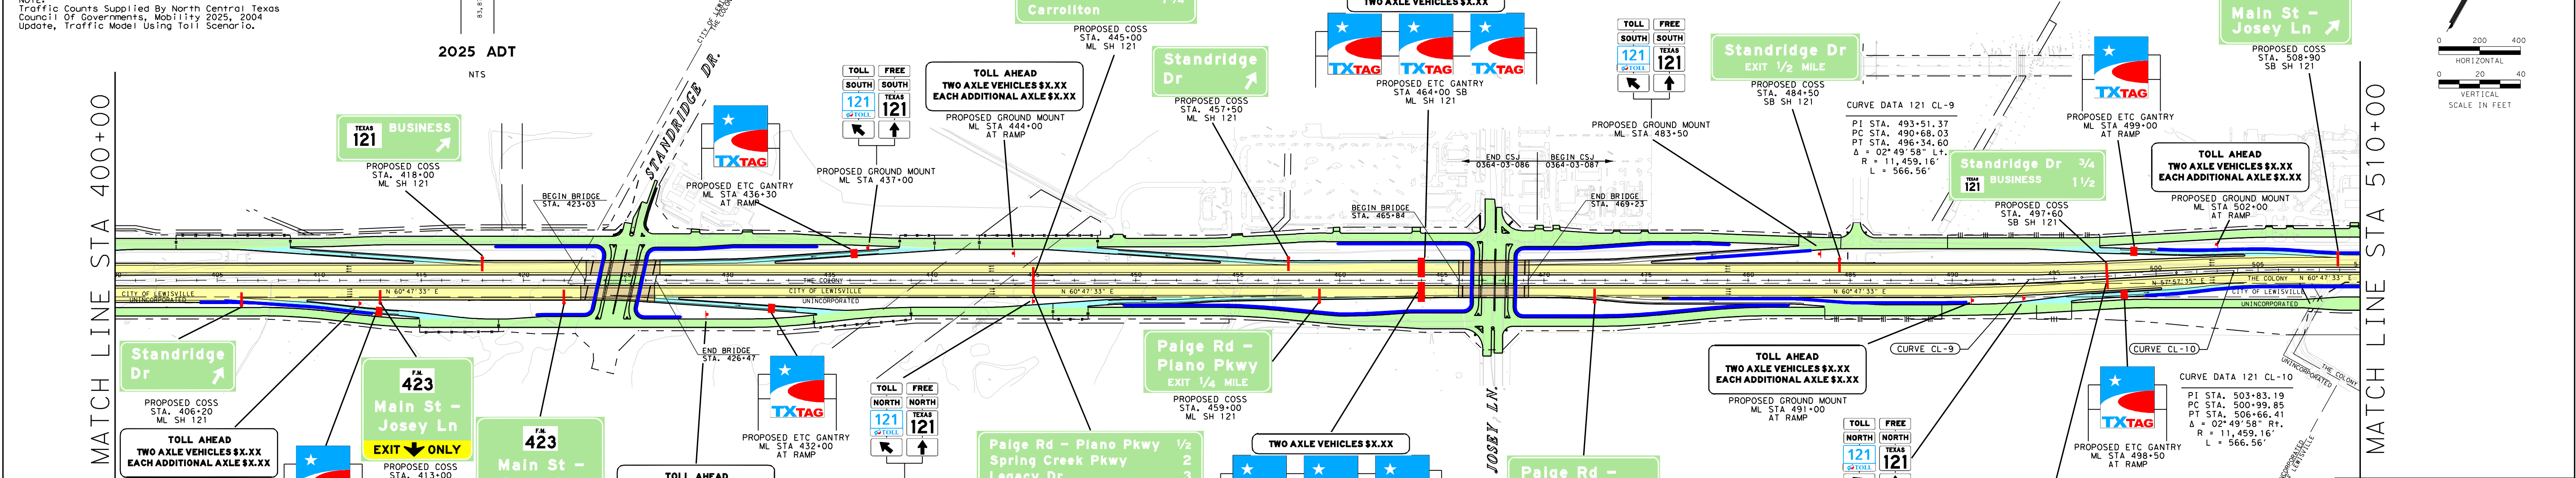 NOTE:
Traffic Counts Supplied By North Central Texas
Council Of Governments, Mobility 2025, 2004
Update, Traffic Model Using Toll Scenario.
2025 ADT
NTS
MATCH LINE STA 400+00
TEXAS
121
BUSINESS
PROPOSED COSS
STA. 418+00
ML SH 121
BEGIN BRIDGE
STA. 423+03
STANDRIDGE DR.
TXTAG
PROPOSED ETC GANTRY
ML STA 436+30
AT RAMP
TOLL FREE
SOUTH SOUTH
121 TEXAS 121
TOLL
PROPOSED GROUND MOUNT
ML STA 437+00
TOLL AHEAD
TWO AXLE VEHICLES $X.XX
EACH ADDITIONAL AXLE $X.XX
PROPOSED GROUND MOUNT
ML STA 444+00
AT RAMP
Carrollton
PROPOSED COSS
STA. 445+00
ML SH 121
Standridge
Dr
PROPOSED COSS
STA. 457+50
ML SH 121
TWO AXLE VEHICLES $X.XX
TXTAG TXTAG TXTAG
PROPOSED ETC GANTRY
STA 464+00 SB
ML SH 121
BEGIN BRIDGE
STA. 465+84
END CSJ
0364-03-086
BEGIN CSJ
0364-03-087
END BRIDGE
STA. 469+23
TOLL FREE
SOUTH SOUTH
121 TEXAS 121
TOLL
PROPOSED GROUND MOUNT
ML STA 483+50
Standridge Dr
EXIT 1/2 MILE
PROPOSED COSS
STA. 484+50
SB SH 121
CURVE DATA 121 CL-9
PI STA. 493+51.37
PC STA. 490+68.03
PT STA. 496+34.60
Δ = 02°49'58" Lt.
R = 11,459.16'
L = 566.56'
Standridge Dr 3/4
TEXAS 121 BUSINESS 1 1/2
PROPOSED COSS
STA. 497+60
SB SH 121
TXTAG
PROPOSED ETC GANTRY
ML STA 499+00
AT RAMP
TOLL AHEAD
TWO AXLE VEHICLES $X.XX
EACH ADDITIONAL AXLE $X.XX
PROPOSED GROUND MOUNT
ML STA 502+00
AT RAMP
Main St -
Josey Ln
PROPOSED COSS
STA. 508+90
SB SH 121
MATCH LINE STA 510+00
0 200 400
HORIZONTAL
0 20 40
VERTICAL
SCALE IN FEET
CITY OF LEWISVILLE
UNINCORPORATED
N 60°47'33" E
THE COLONY
CITY OF LEWISVILLE
UNINCORPORATED
N 60°47'33" E
N 60°47'33" E
N 57°57'35" E
THE COLONY
CITY OF LEWISVILLE
UNINCORPORATED
N 60°47'33" E
Standridge
Dr
PROPOSED COSS
STA. 406+20
ML SH 121
TOLL AHEAD
TWO AXLE VEHICLES $X.XX
EACH ADDITIONAL AXLE $X.XX
F.M.
423
Main St -
Josey Ln
EXIT ONLY
PROPOSED COSS
STA. 413+00
F.M.
423
Main St -
END BRIDGE
STA. 426+47
TOLL AHEAD
TXTAG
PROPOSED ETC GANTRY
ML STA 432+00
AT RAMP
TOLL FREE
NORTH NORTH
121 TEXAS 121
TOLL
Paige Rd - Plano Pkwy 1/2
Spring Creek Pkwy 2
Legacy Dr 3
Paige Rd -
Plano Pkwy
EXIT 1/4 MILE
PROPOSED COSS
STA. 459+00
ML SH 121
TWO AXLE VEHICLES $X.XX
JOSEY LN.
Paige Rd -
TOLL AHEAD
TWO AXLE VEHICLES $X.XX
EACH ADDITIONAL AXLE $X.XX
PROPOSED GROUND MOUNT
ML STA 491+00
AT RAMP
CURVE CL-9
TOLL FREE
NORTH NORTH
121 TEXAS 121
TOLL
CURVE CL-10
TXTAG
PROPOSED ETC GANTRY
ML STA 498+50
AT RAMP
CURVE DATA 121 CL-10
PI STA. 503+83.19
PC STA. 500+99.85
PT STA. 506+66.41
Δ = 02°49'58" Rt.
R = 11,459.16'
L = 566.56'
THE COLONY
UNINCORPORATED